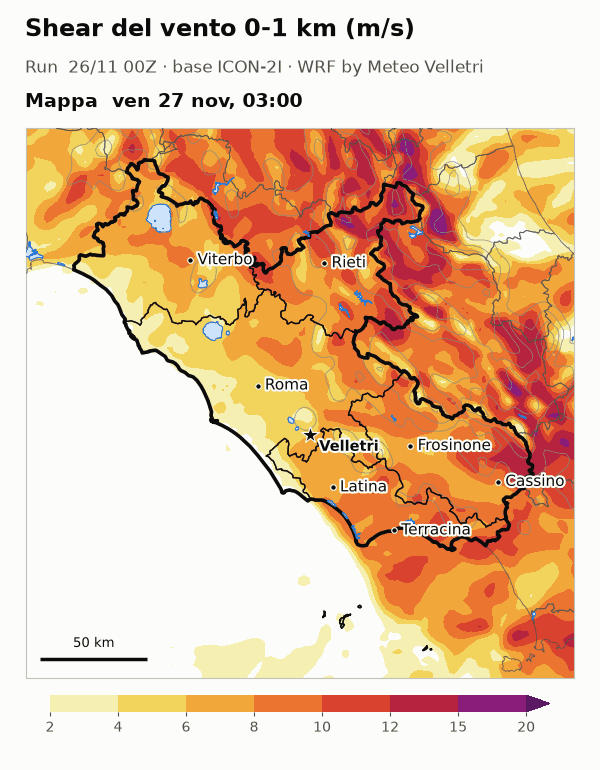 Shear del vento 0-1 km (m/s)
Run  26/11 00Z · base ICON-2I · WRF by Meteo Velletri
Mappa  ven 27 nov, 03:00
Viterbo
Rieti
Roma
Velletri
Frosinone
Cassino
Latina
Terracina
50 km
2 4 6 8 10 12 15 20